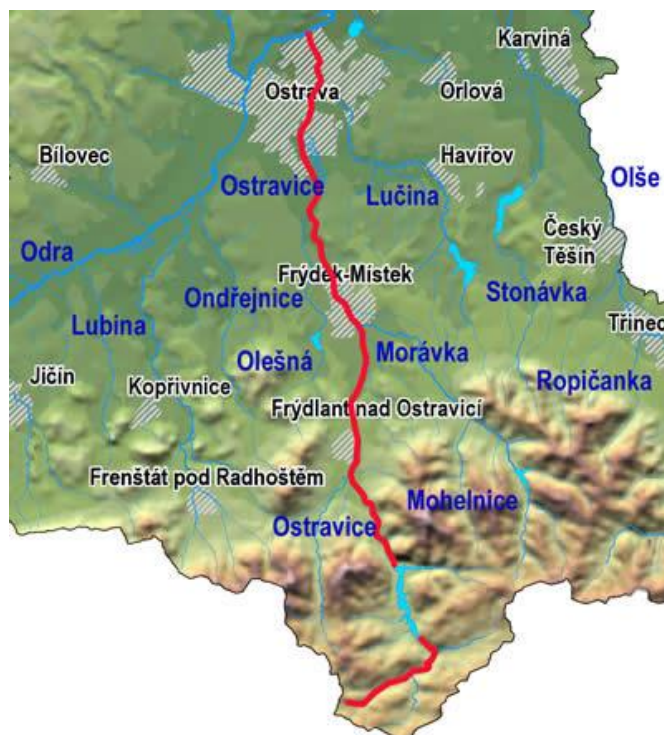 Karviná
Ostrava
Orlová
Bílovec
Havířov
Ostravice
Lučina
Olše
Český
Těšín
Odra
Frýdek-Místek
Ondřejnice
Stonávka
Lubina
Třinec
Olešná
Morávka
Jičín
Kopřivnice
Ropičanka
Frýdlant nad Ostravicí
Frenštát pod Radhoštěm
Mohelnice
Ostravice